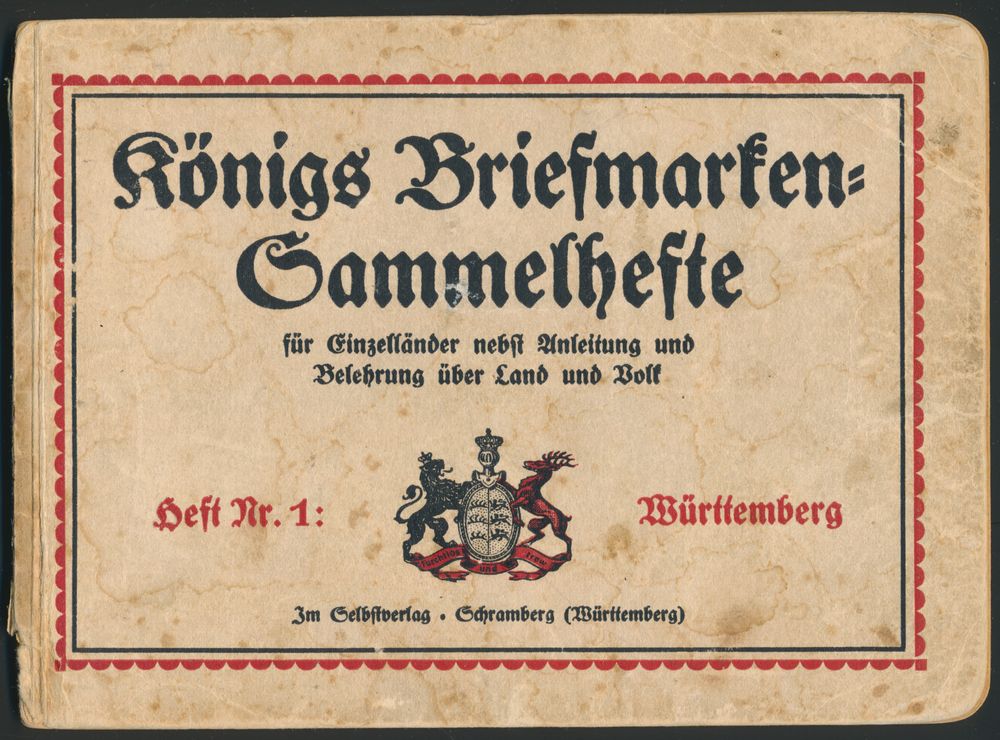 Königs Briefmarken-
Sammelhefte
für Einzelländer nebst Anleitung und
Belehrung über Land und Volk
Heft Nr. 1: Württemberg
furchtlos und trew
Im Selbstverlag • Schramberg (Württemberg)